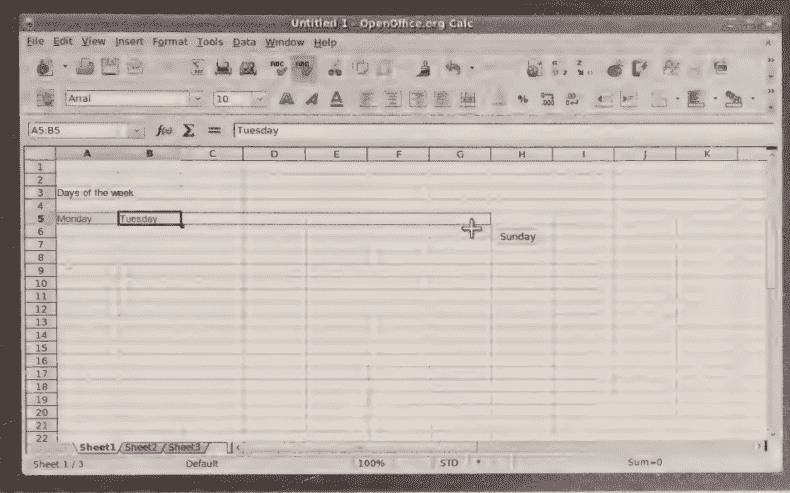 Untitled 1 - OpenOffice.org Calc
File Edit View Insert Format Tools Data Window Help
ABC ABC
Arial 10 A A A %
A5:B5 f(x) Σ = Tuesday
A B C D E F G H I J K
1
2
3 Days of the week
4
5 Monday Tuesday
6 Sunday
7
8
9
10
11
12
13
14
15
16
17
18
19
20
21
22
Sheet1 Sheet2 Sheet3
Sheet 1 / 3 Default 100% STD * Sum=0